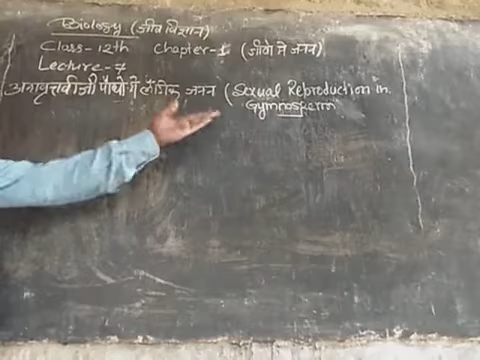 Biology (जीव विज्ञान)
Class-12th Chapter-1 (जीवों में जनन)
Lecture-7
अनावृत्तबीजी पौधों में लैंगिक जनन (Sexual Reproduction in
Gymnosperm